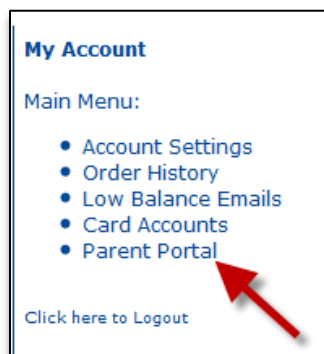 My Account
Main Menu:
• Account Settings
• Order History
• Low Balance Emails
• Card Accounts
• Parent Portal
Click here to Logout